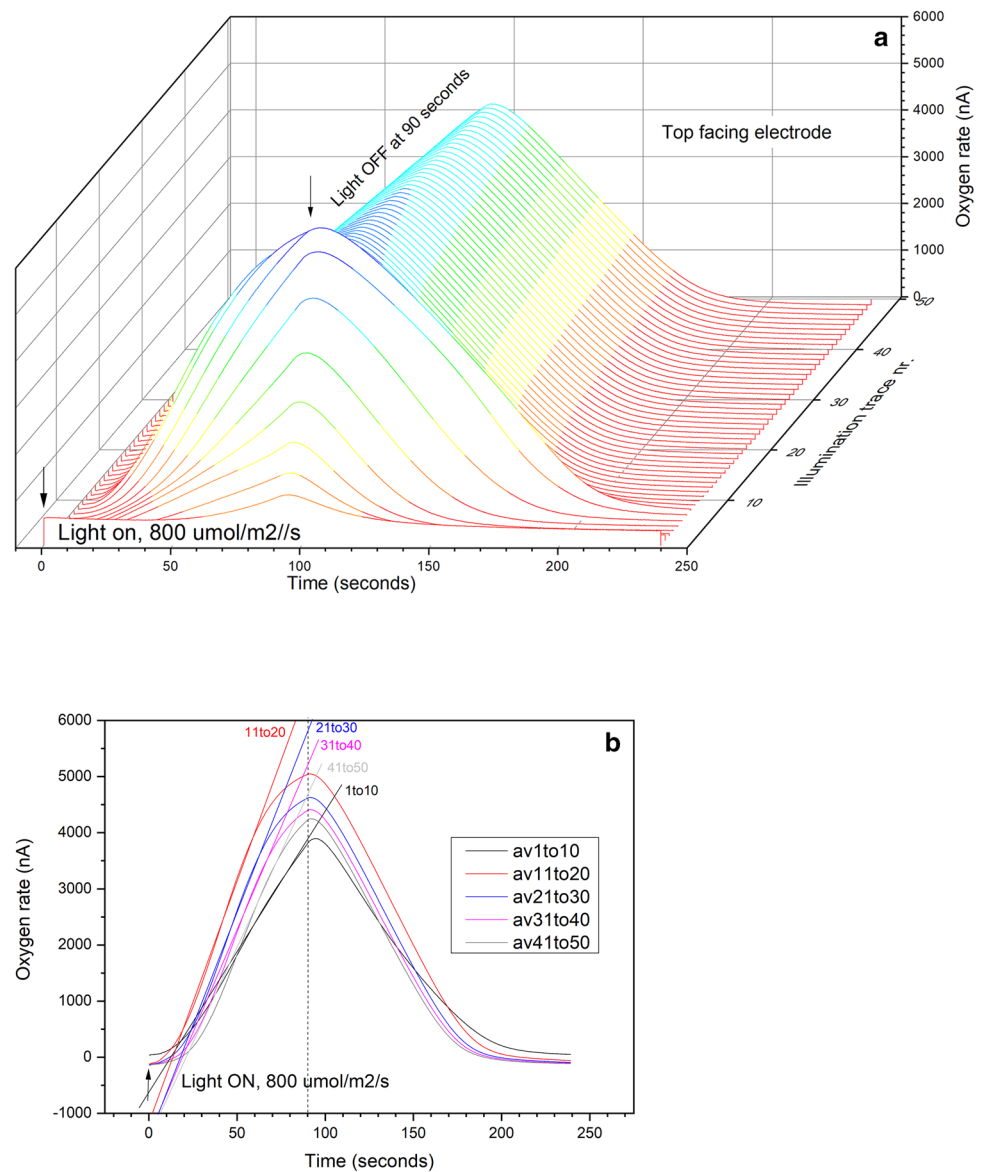 a
6000
5000
4000
3000
2000
1000
0
Oxygen rate (nA)
Top facing electrode
Light OFF at 90 seconds
50
40
30
20
10
Illumination trace nr.
Light on, 800 umol/m2//s
0 50 100 150 200 250
Time (seconds)
b
6000
5000
4000
3000
2000
1000
0
-1000
Oxygen rate (nA)
11to20
21to30
31to40
41to50
1to10
av1to10
av11to20
av21to30
av31to40
av41to50
Light ON, 800 umol/m2/s
0 50 100 150 200 250
Time (seconds)